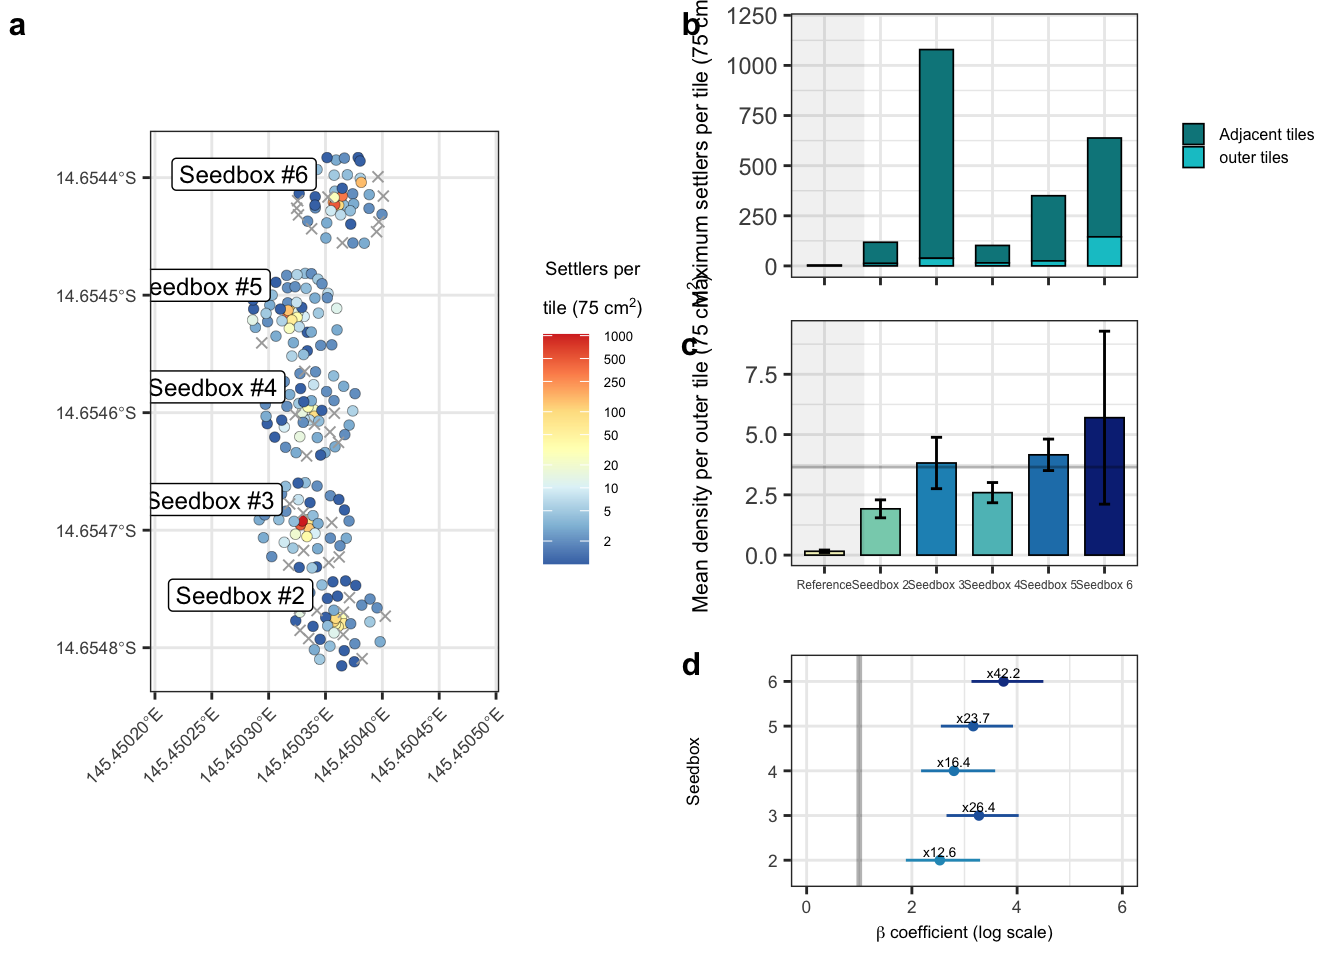 a
Seedbox #6
eedbox #5
Seedbox #4
Seedbox #3
Seedbox #2
14.6544°S
14.6545°S
14.6546°S
14.6547°S
14.6548°S
145.45020°E
145.45025°E
145.45030°E
145.45035°E
145.45040°E
145.45045°E
145.45050°E
Settlers per
tile (75 cm²)
1000
500
250
100
50
20
10
5
2
b
Maximum settlers per tile (75 cm
1250
1000
750
500
250
0
Adjacent tiles
outer tiles
c
Mean density per outer tile (75 cm²)
7.5
5.0
2.5
0.0
Reference
Seedbox 2
Seedbox 3
Seedbox 4
Seedbox 5
Seedbox 6
d
Seedbox
6
5
4
3
2
x42.2
x23.7
x16.4
x26.4
x12.6
0
2
4
6
β coefficient (log scale)